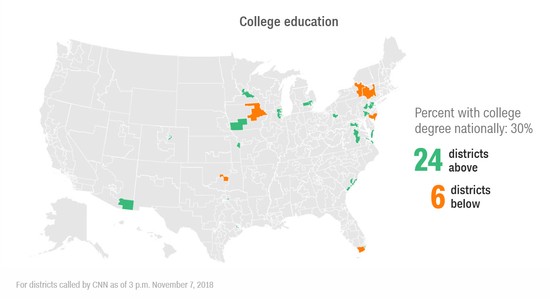 College education
Percent with college
degree nationally: 30%
24 districts
above
6 districts
below
For districts called by CNN as of 3 p.m. November 7, 2018